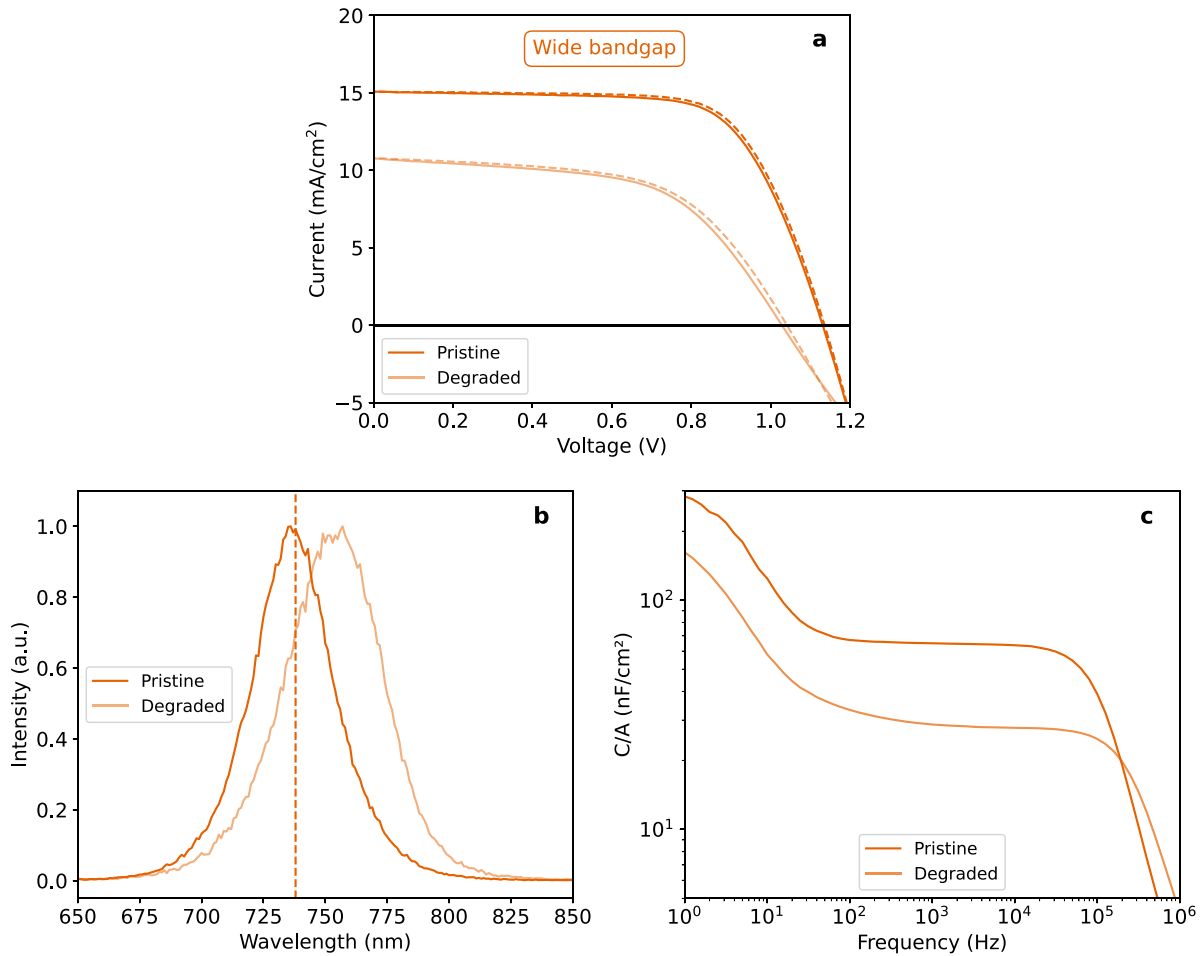 a
Wide bandgap
20
15
10
5
0
−5
Current (mA/cm²)
Pristine
Degraded
0.0 0.2 0.4 0.6 0.8 1.0 1.2
Voltage (V)
b
1.0
0.8
0.6
0.4
0.2
0.0
Intensity (a.u.)
Pristine
Degraded
650 675 700 725 750 775 800 825 850
Wavelength (nm)
c
10²
10¹
C/A (nF/cm²)
Pristine
Degraded
10⁰ 10¹ 10² 10³ 10⁴ 10⁵ 10⁶
Frequency (Hz)